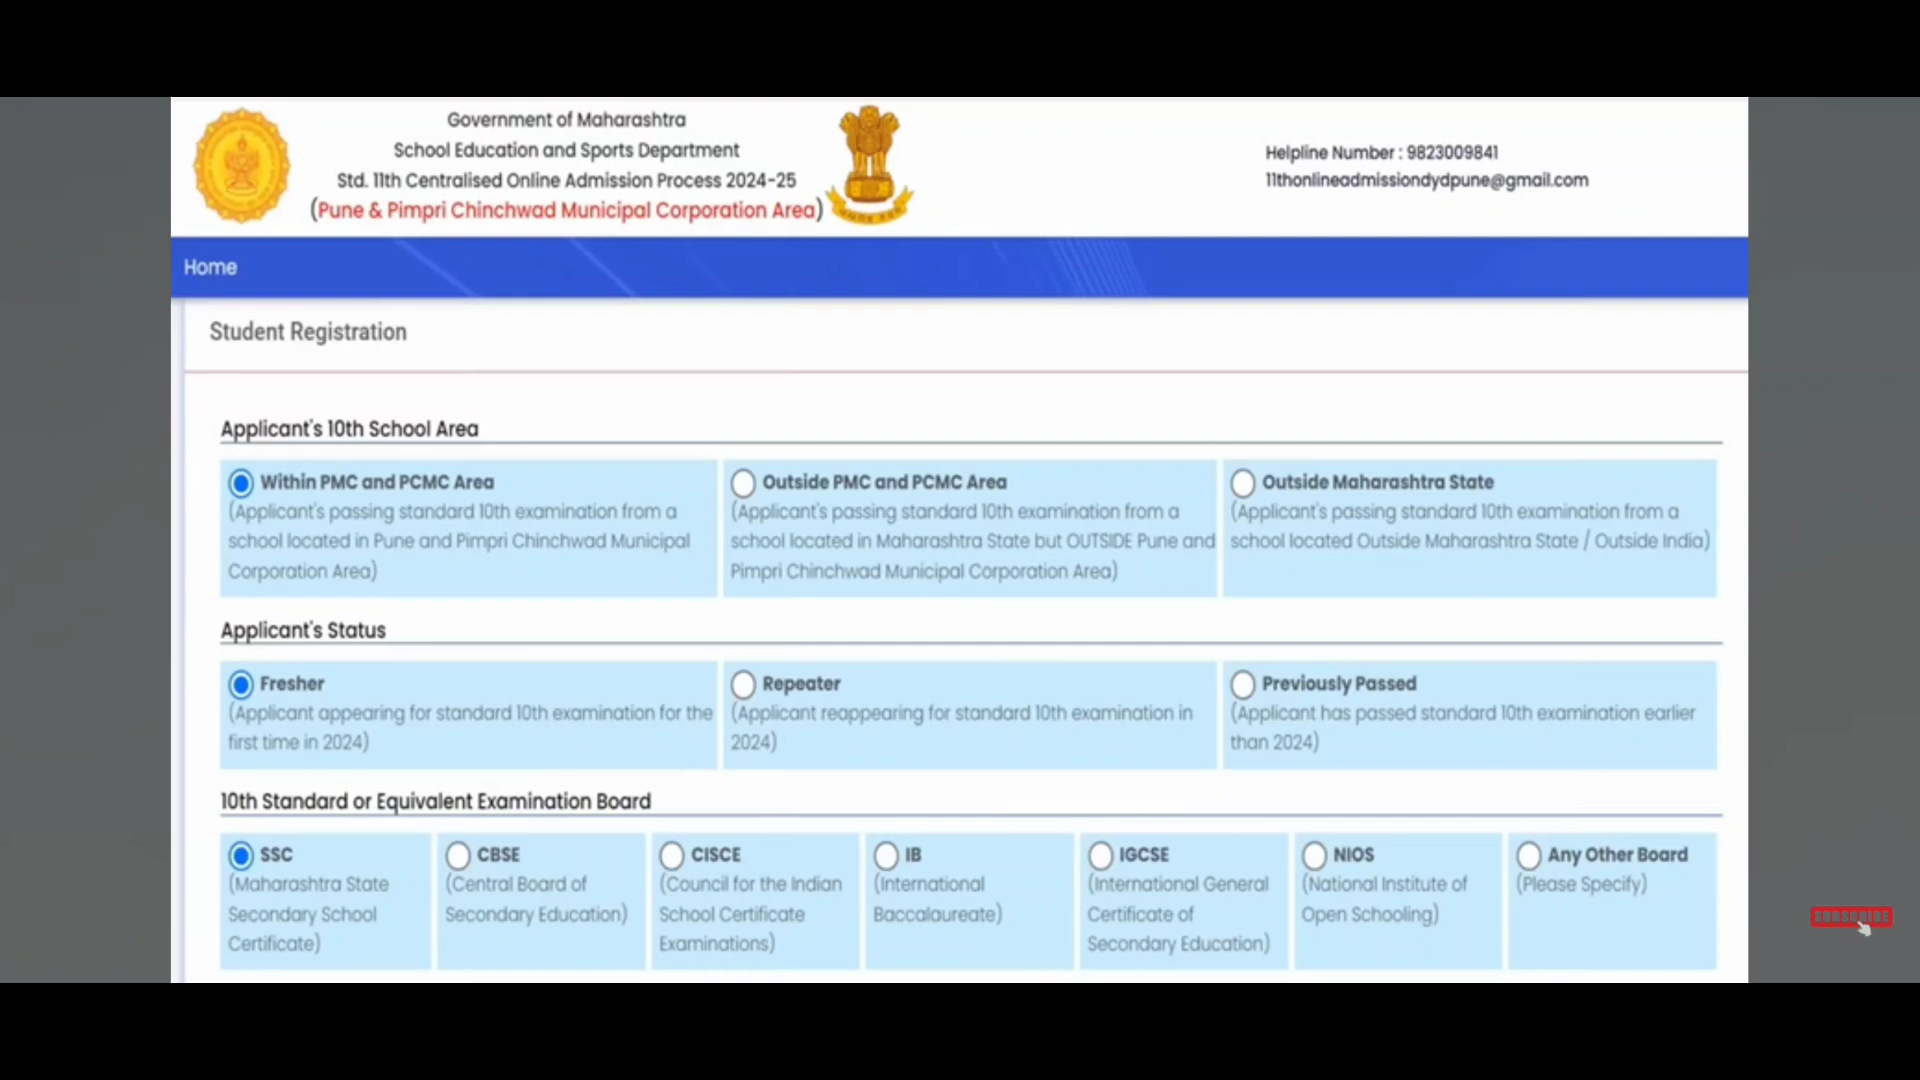 Government of Maharashtra
School Education and Sports Department
Std. 11th Centralised Online Admission Process 2024-25
(Pune & Pimpri Chinchwad Municipal Corporation Area)
Helpline Number : 9823009841
11thonlineadmissiondydpune@gmail.com
Home
Student Registration
Applicant's 10th School Area
Within PMC and PCMC Area
(Applicant's passing standard 10th examination from a
school located in Pune and Pimpri Chinchwad Municipal
Corporation Area)
Outside PMC and PCMC Area
(Applicant's passing standard 10th examination from a
school located in Maharashtra State but OUTSIDE Pune and
Pimpri Chinchwad Municipal Corporation Area)
Outside Maharashtra State
(Applicant's passing standard 10th examination from a
school located Outside Maharashtra State / Outside India)
Applicant's Status
Fresher
(Applicant appearing for standard 10th examination for the
first time in 2024)
Repeater
(Applicant reappearing for standard 10th examination in
2024)
Previously Passed
(Applicant has passed standard 10th examination earlier
than 2024)
10th Standard or Equivalent Examination Board
SSC
(Maharashtra State
Secondary School
Certificate)
CBSE
(Central Board of
Secondary Education)
CISCE
(Council for the Indian
School Certificate
Examinations)
IB
(International
Baccalaureate)
IGCSE
(International General
Certificate of
Secondary Education)
NIOS
(National Institute of
Open Schooling)
Any Other Board
(Please Specify)
SUBSCRIBE